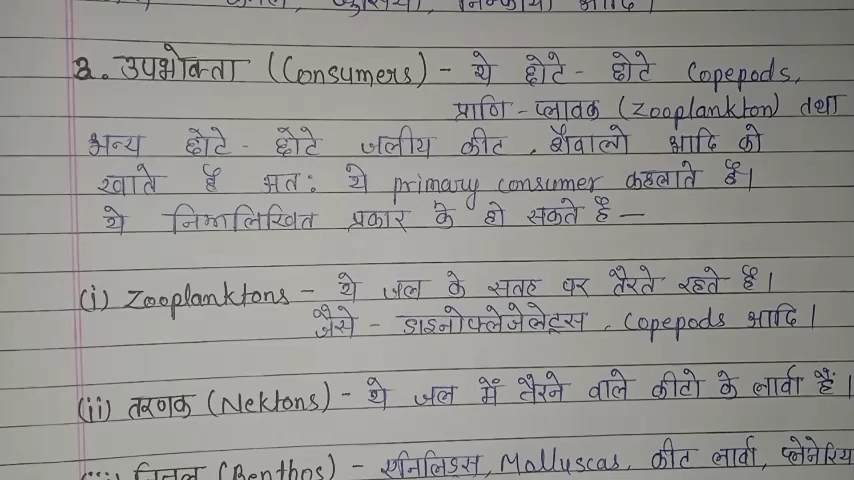 आदि।
2. उपभोक्ता (Consumers) - ये छोटे - छोटे Copepods,
प्राणि - प्लावक (Zooplankton) तथा
अन्य छोटे - छोटे जलीय कीट, शैवालो आदि को
खाते है अतः ये primary consumer कहलाते है।
ये निम्नलिखित प्रकार के हो सकते है —
(i) Zooplanktons - ये जल के सतह पर तैरते रहते है।
जैसे - डाइनोफ्लेजेलेट्स, Copepods आदि।
(ii) तरणक (Nektons) - ये जल में तैरने वाले कीटो के लार्वा हैं।
(Benthos) - एनिलिड्स, Molluscas, कीट लार्वा, प्लेनेरिय